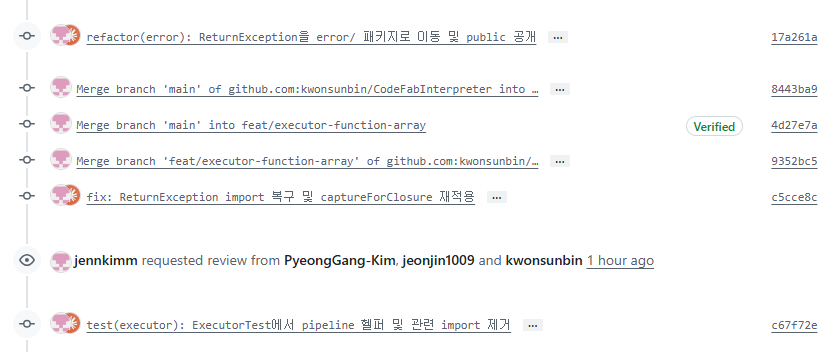 refactor(error): ReturnException을 error/ 패키지로 이동 및 public 공개 ... 17a261a
Merge branch 'main' of github.com:kwonsunbin/CodeFabInterpreter into … ... 8443ba9
Merge branch 'main' into feat/executor-function-array Verified 4d27e7a
Merge branch 'feat/executor-function-array' of github.com:kwonsunbin/… ... 9352bc5
fix: ReturnException import 복구 및 captureForClosure 재적용 ... c5cce8c
jennkimm requested review from PyeongGang-Kim, jeonjin1009 and kwonsunbin 1 hour ago
test(executor): ExecutorTest에서 pipeline 헬퍼 및 관련 import 제거 ... c67f72e